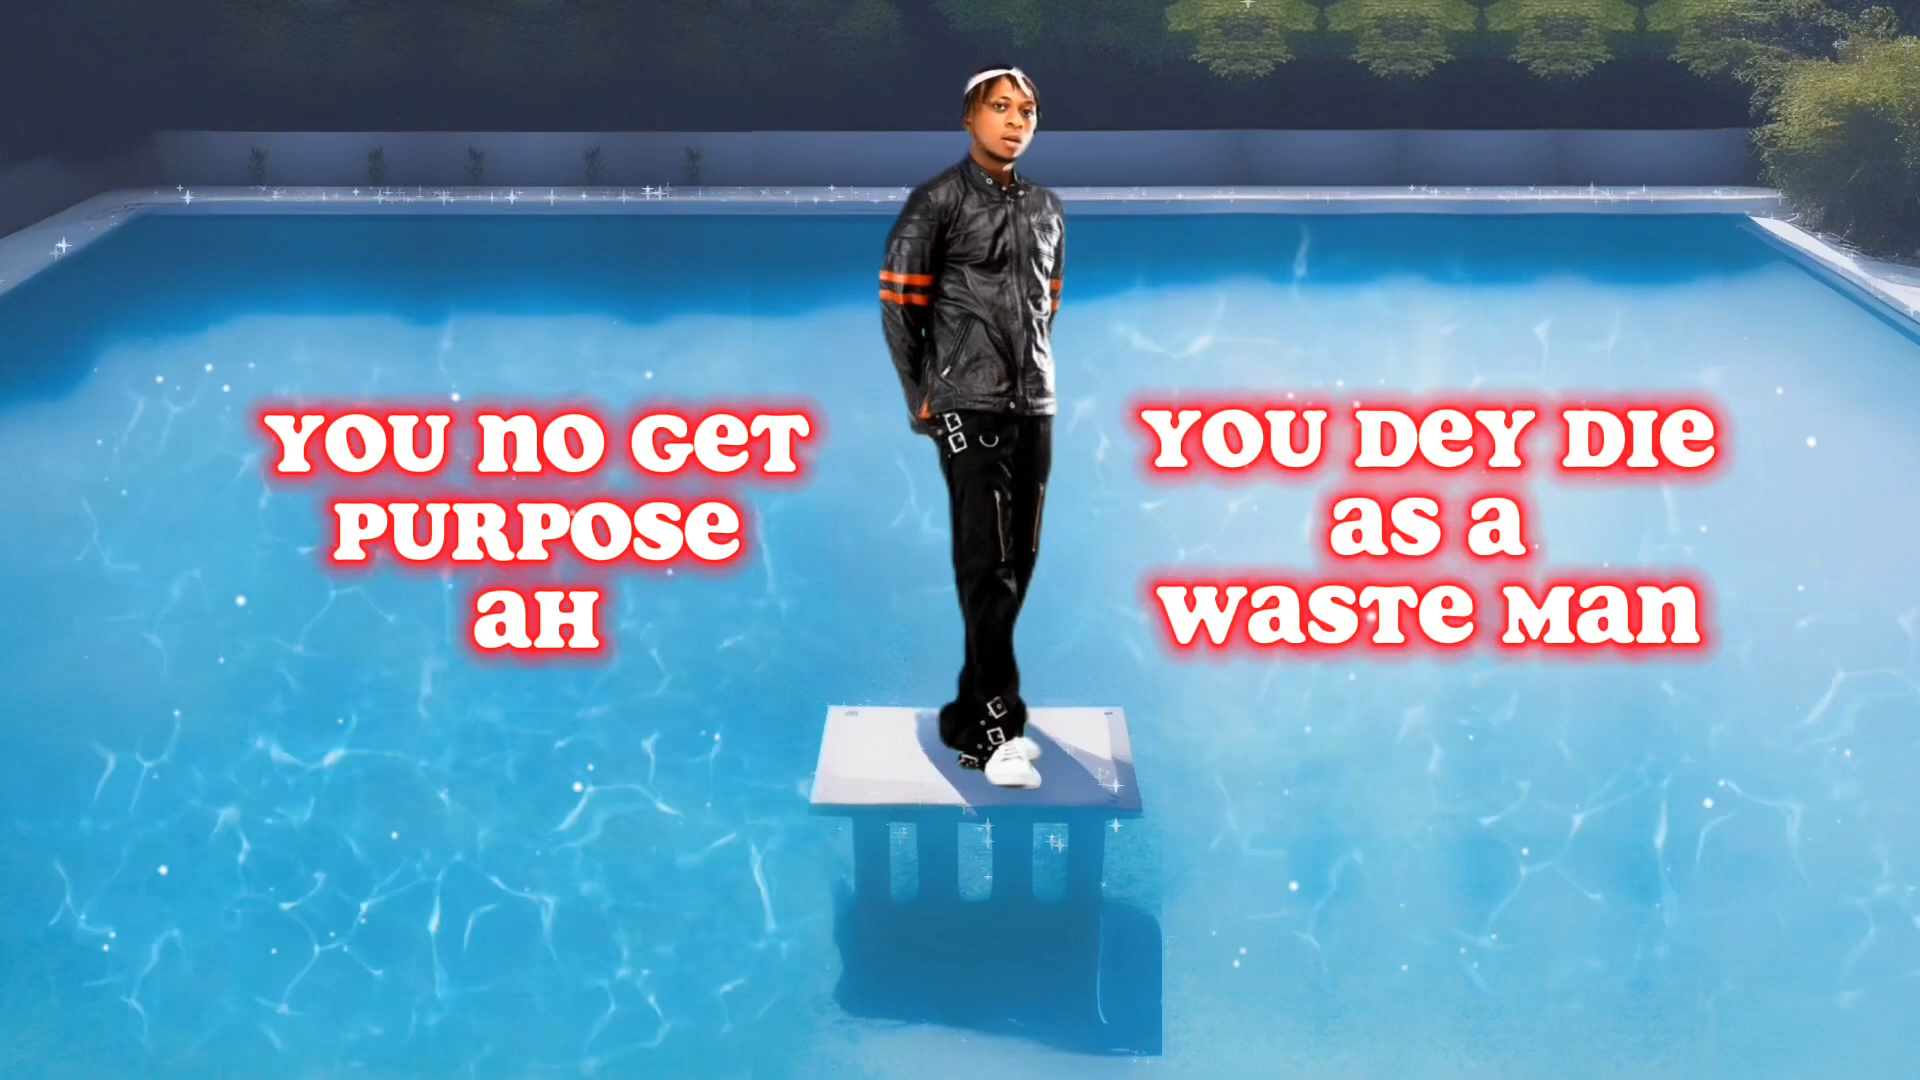 YOU NO GET
PURPOSE
AH
YOU DEY DIE
AS A
WASTE MAN